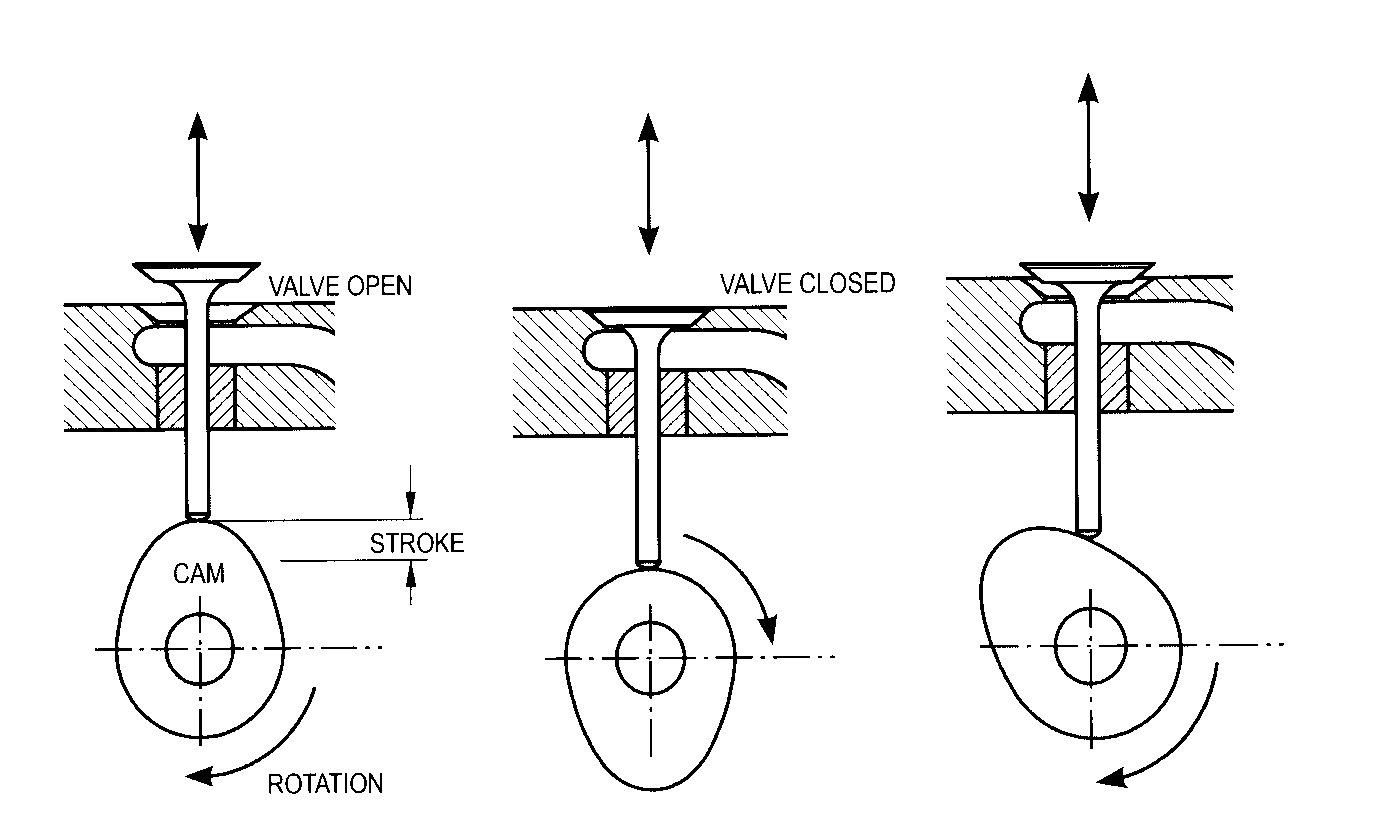 VALVE OPEN
VALVE CLOSED
STROKE
CAM
ROTATION